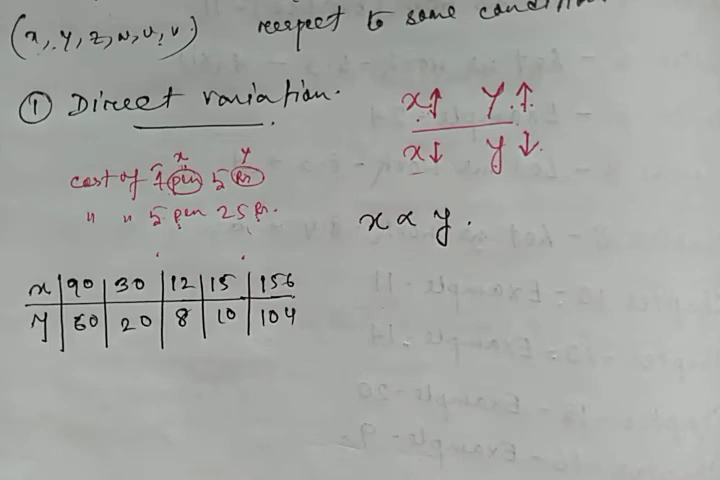 (x, y, z, w, u, v) respect to some
① Direct variation.
x↑ y↑
x↓ y↓
x y
cost of 1 pen 5 Rs
" " 5 pen 25 Rs.
x ∝ y.
x | 90 | 30 | 12 | 15 | 156
y | 60 | 20 | 8 | 10 | 104